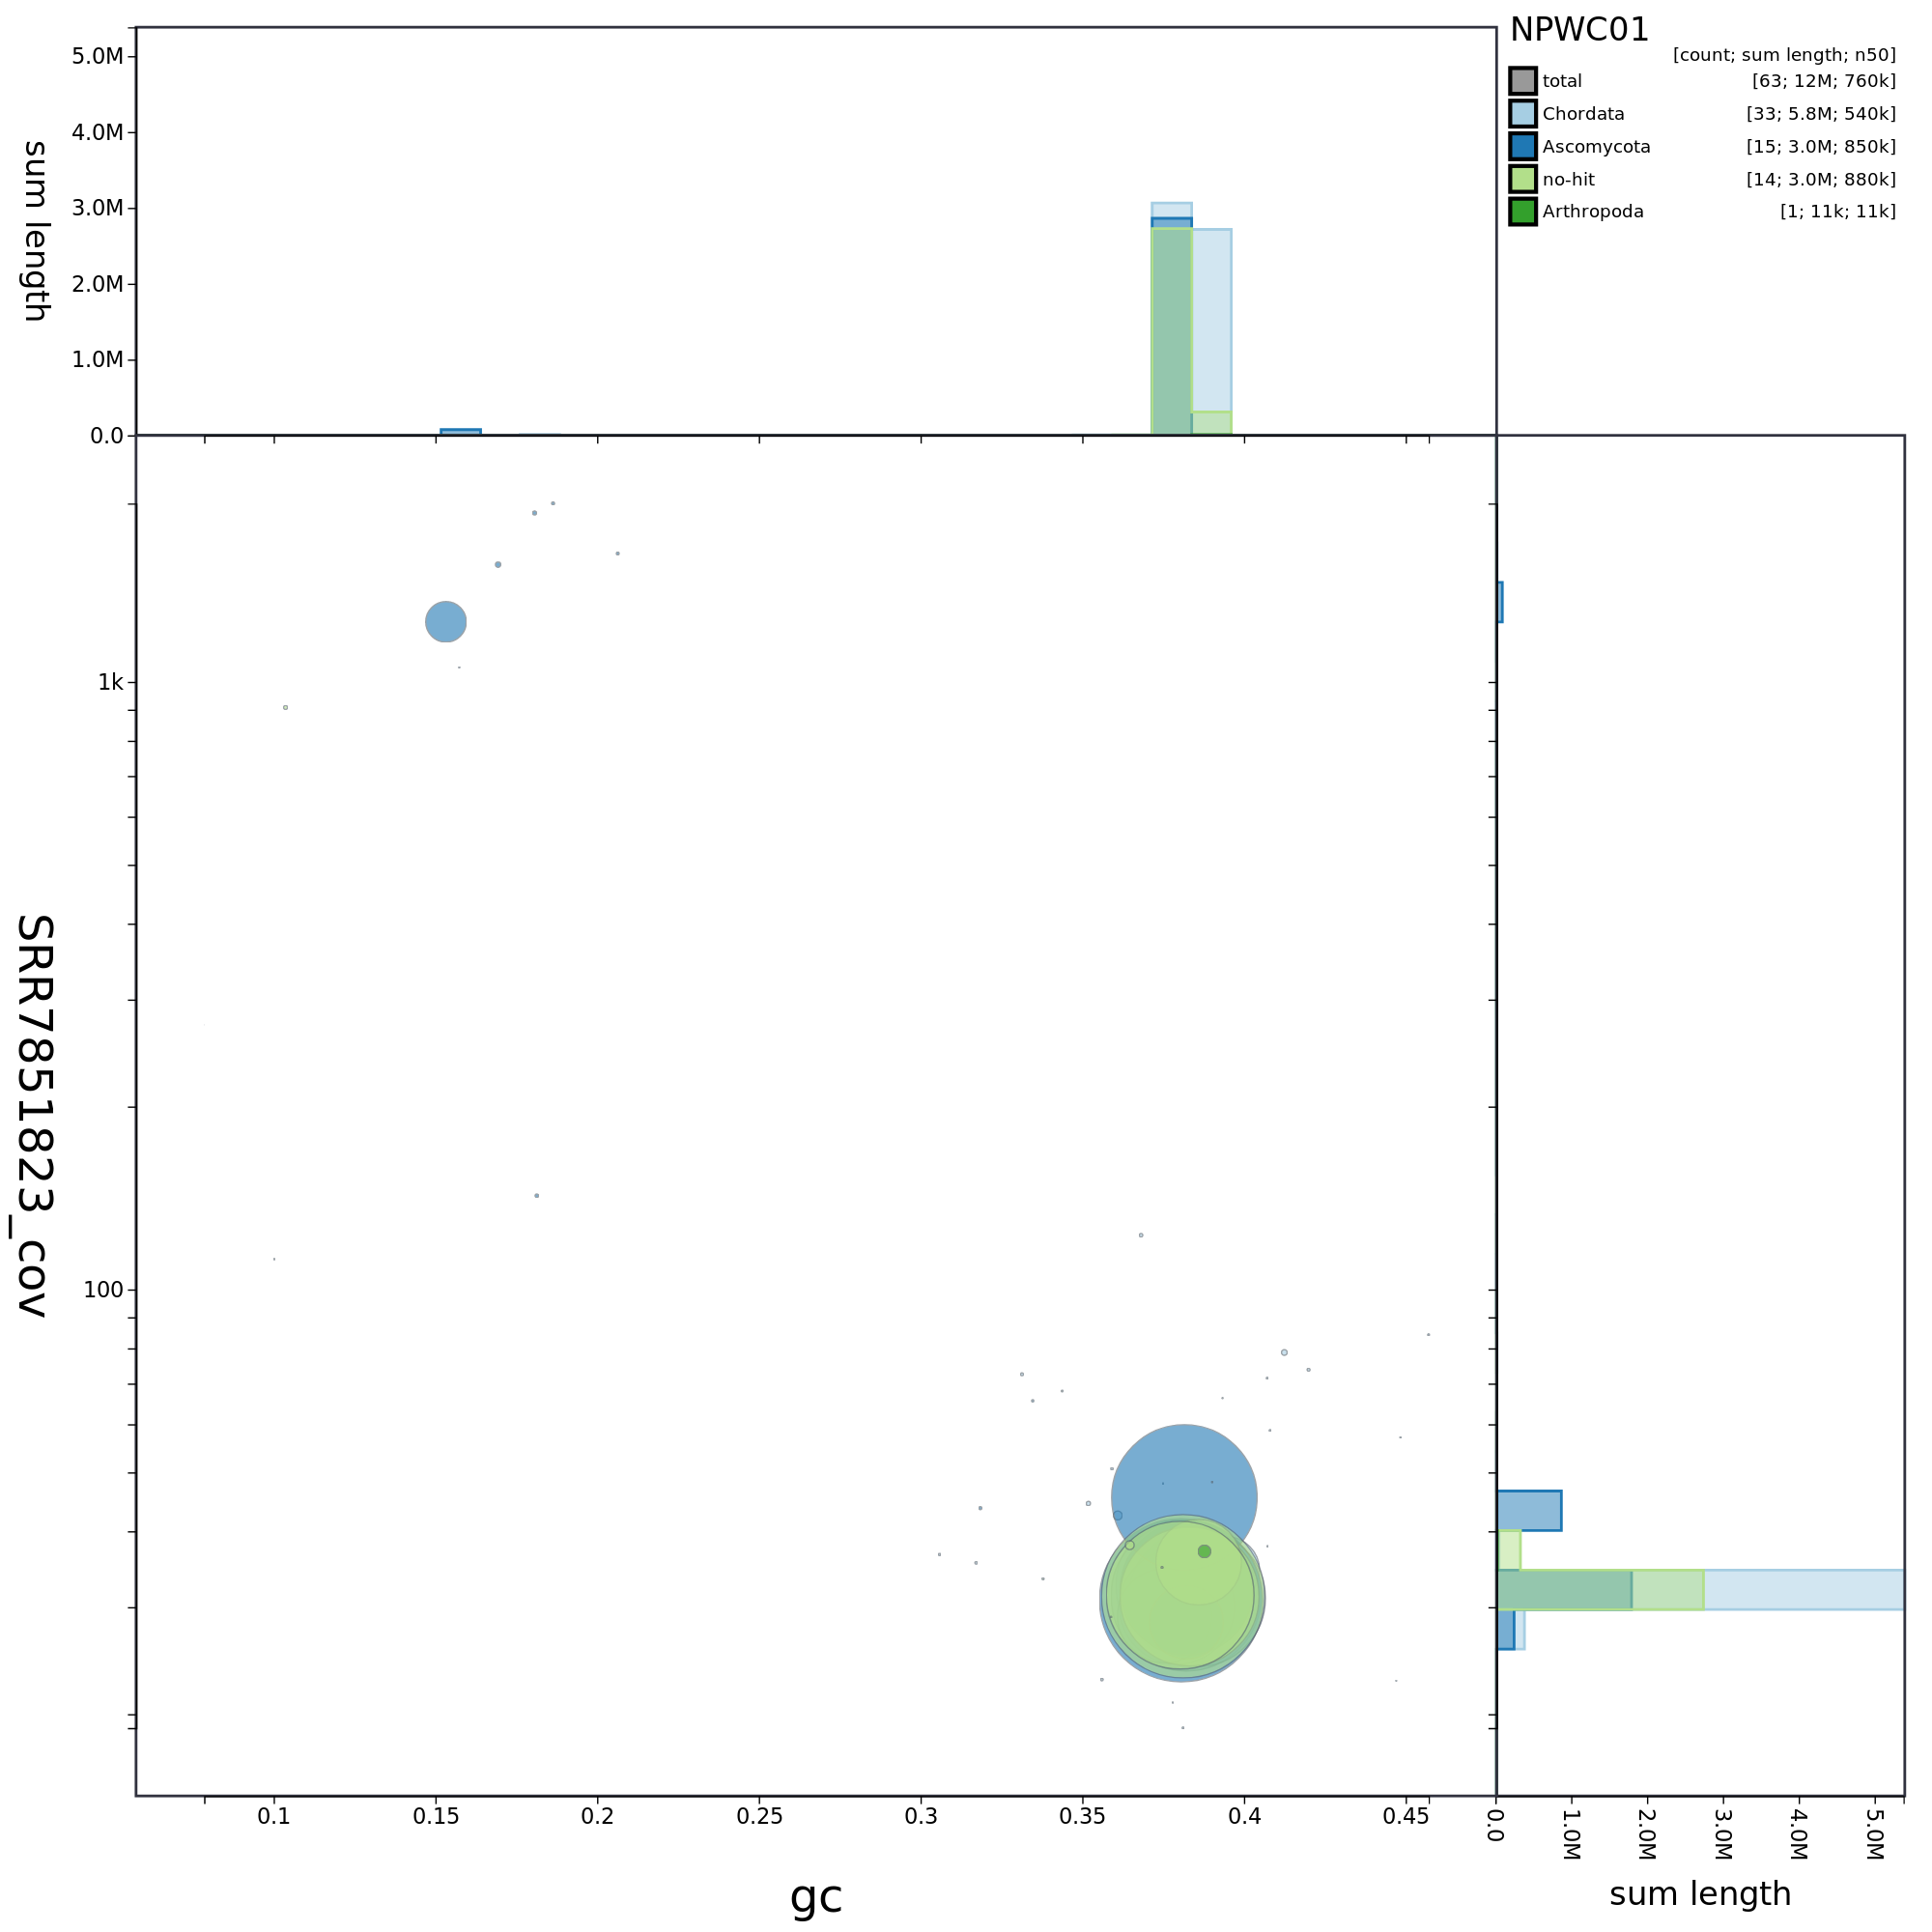 NPWC01
[count; sum length; n50]
total [63; 12M; 760k]
Chordata [33; 5.8M; 540k]
Ascomycota [15; 3.0M; 850k]
no-hit [14; 3.0M; 880k]
Arthropoda [1; 11k; 11k]
sum length
5.0M
4.0M
3.0M
2.0M
1.0M
0.0
SRR7851823_cov
1k
100
0.1 0.15 0.2 0.25 0.3 0.35 0.4 0.45
gc
0.0 1.0M 2.0M 3.0M 4.0M 5.0M
sum length